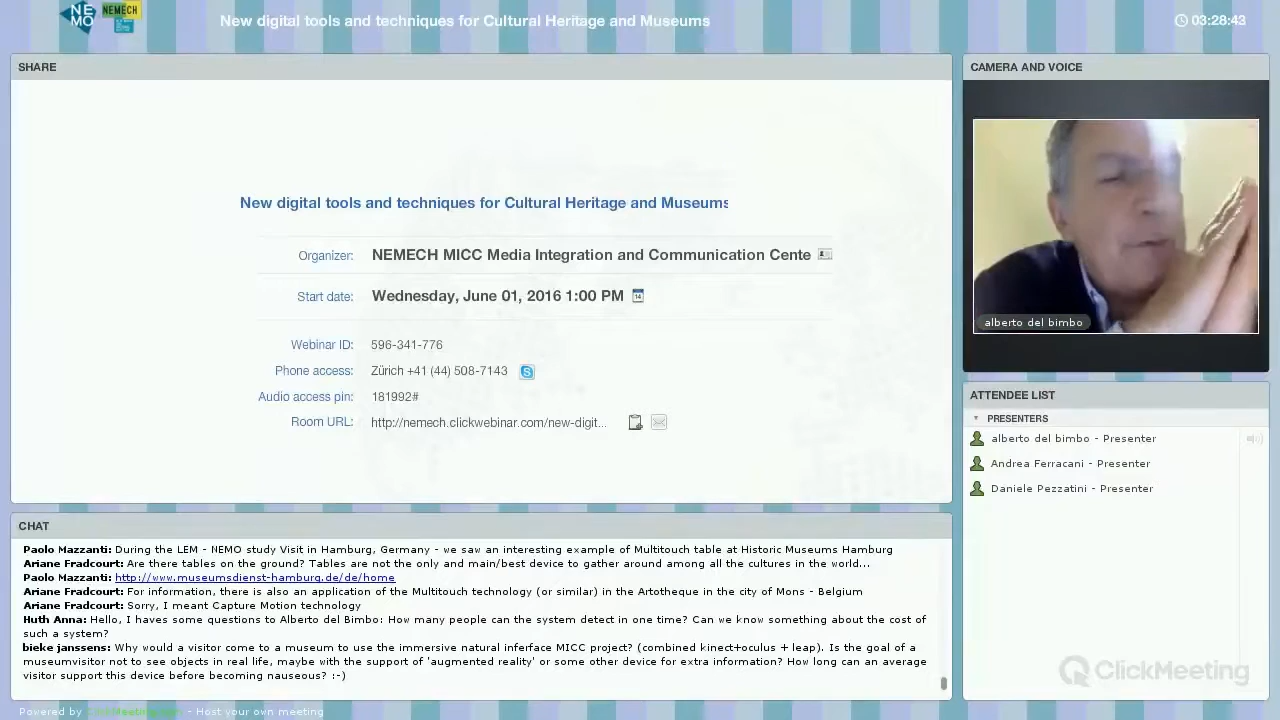 NE
MO
NEMECH
New digital tools and techniques for Cultural Heritage and Museums
03:28:43
SHARE
New digital tools and techniques for Cultural Heritage and Museums
Organizer: NEMECH MICC Media Integration and Communication Cente
Start date: Wednesday, June 01, 2016 1:00 PM
14
Webinar ID: 596-341-776
Phone access: Zürich +41 (44) 508-7143
Audio access pin: 181992#
Room URL: http://nemech.clickwebinar.com/new-digit...
CAMERA AND VOICE
alberto del bimbo
ATTENDEE LIST
PRESENTERS
alberto del bimbo - Presenter
Andrea Ferracani - Presenter
Daniele Pezzatini - Presenter
ClickMeeting
CHAT
Paolo Mazzanti: During the LEM - NEMO study Visit in Hamburg, Germany - we saw an interesting example of Multitouch table at Historic Museums Hamburg
Ariane Fradcourt: Are there tables on the ground? Tables are not the only and main/best device to gather around among all the cultures in the world...
Paolo Mazzanti: http://www.museumsdienst-hamburg.de/de/home
Ariane Fradcourt: For information, there is also an application of the Multitouch technology (or similar) in the Artotheque in the city of Mons - Belgium
Ariane Fradcourt: Sorry, I meant Capture Motion technology
Huth Anna: Hello, I haves some questions to Alberto del Bimbo: How many people can the system detect in one time? Can we know something about the cost of
such a system?
bieke janssens: Why would a visitor come to a museum to use the immersive natural inferface MICC project? (combined kinect+oculus + leap). Is the goal of a
museumvisitor not to see objects in real life, maybe with the support of 'augmented reality' or some other device for extra information? How long can an average
visitor support this device before becoming nauseous? :-)
Powered by - Host your own meeting